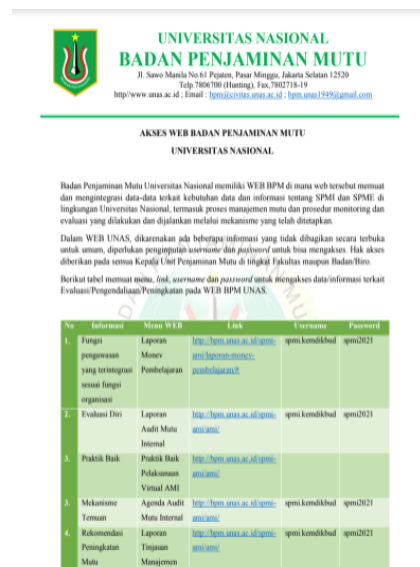 UNIVERSITAS NASIONAL
BADAN PENJAMINAN MUTU
Jl. Sawo Manila No.61 Pejaten, Pasar Minggu, Jakarta Selatan 12520
Telp.7806700 (Hunting), Fax,7802718-19
http//www.unas.ac.id ; Email : bpm@civitas.unas.ac.id ; bpm.unas1949@gmail.com
AKSES WEB BADAN PENJAMINAN MUTU
UNIVERSITAS NASIONAL
Badan Penjaminan Mutu Universitas Nasional memiliki WEB BPM di mana web tersebut memuat
dan mengintegrasi data-data terkait kebutuhan data dan informasi tentang SPMI dan SPME di
lingkungan Universitas Nasional, termasuk proses manajemen mutu dan prosedur monitoring dan
evaluasi yang dilakukan dan dijalankan melalui mekanisme yang telah ditetapkan.
Dalam WEB UNAS, dikarenakan ada beberapa informasi yang tidak dibagikan secara terbuka
untuk umum, diperlukan penginputan username dan password untuk bisa mengakses. Hak akses
diberikan pada semua Kepala Unit Penjaminan Mutu di tingkat Fakultas maupun Badan/Biro.
Berikut tabel memuat menu, link, username dan password untuk mengakses data/informasi terkait
Evaluasi/Pengendaliaan/Peningkatan pada WEB BPM UNAS.
No Informasi Menu WEB Link Username Password
1. Fungsi Laporan http://bpm.unas.ac.id/spmi- spmi.kemdikbud spmi2021
pengawasan Monev ami/laporan-monev-
yang terintegrasi Pembelajaran pembelajaran/#
sesuai fungsi
organisasi
2. Evaluasi Diri Laporan http://bpm.unas.ac.id/spmi- spmi.kemdikbud spmi2021
Audit Mutu ami/ami/
Internal
3. Praktik Baik Praktik Baik http://bpm.unas.ac.id/spmi-
Pelaksanaan ami/ami/
Virtual AMI
3. Mekanisme Agenda Audit http://bpm.unas.ac.id/spmi- spmi.kemdikbud spmi2021
Temuan Mutu Internal ami/ami/
4. Rekomendasi Laporan http://bpm.unas.ac.id/spmi- spmi.kemdikbud spmi2021
Peningkatan Tinjauan ami/ami/
Mutu Manajemen